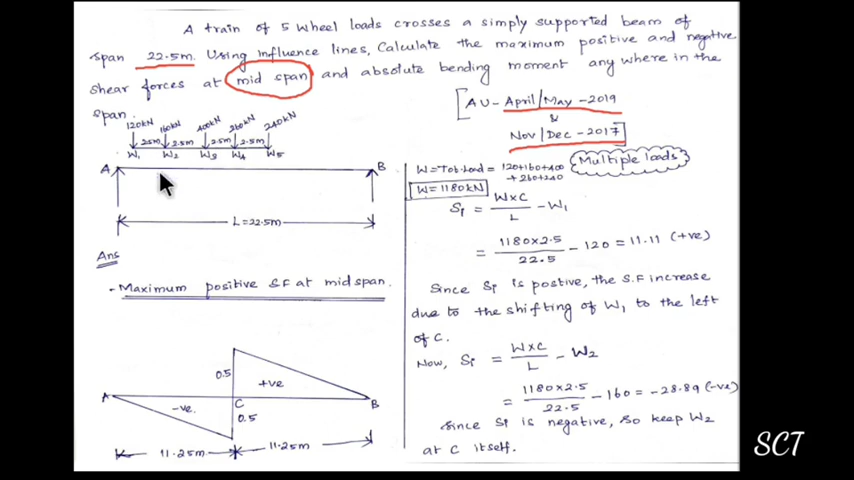 A train of 5 wheel loads crosses a simply supported beam of
span 22.5m. Using influence lines, Calculate the maximum positive and negative
shear forces at mid span and absolute bending moment any where in the
span.
[AU- April/May -2019
&
Nov/Dec -2017]
120kN 160kN 400kN 260kN 240kN
2.5m 2.5m 2.5m 2.5m
W1 W2 W3 W4 W5
A B
L = 22.5m
Ans
- Maximum positive SF at midspan.
0.5
+ve
A C B
-ve. 0.5
11.25m 11.25m
W = Tot. Load = 120+160+400
+260+240
W = 1180kN
Multiple loads
Si = W×C/L - W1
= 1180×2.5/22.5 - 120 = 11.11 (+ve)
Since Si is postive, the S.F increase
due to the shifting of W1 to the left
of C.
Now, Si = W×C/L - W2
= 1180×2.5/22.5 - 160 = -28.89 (-ve)
Since Si is negative, so keep W2
at C itself.
SCT